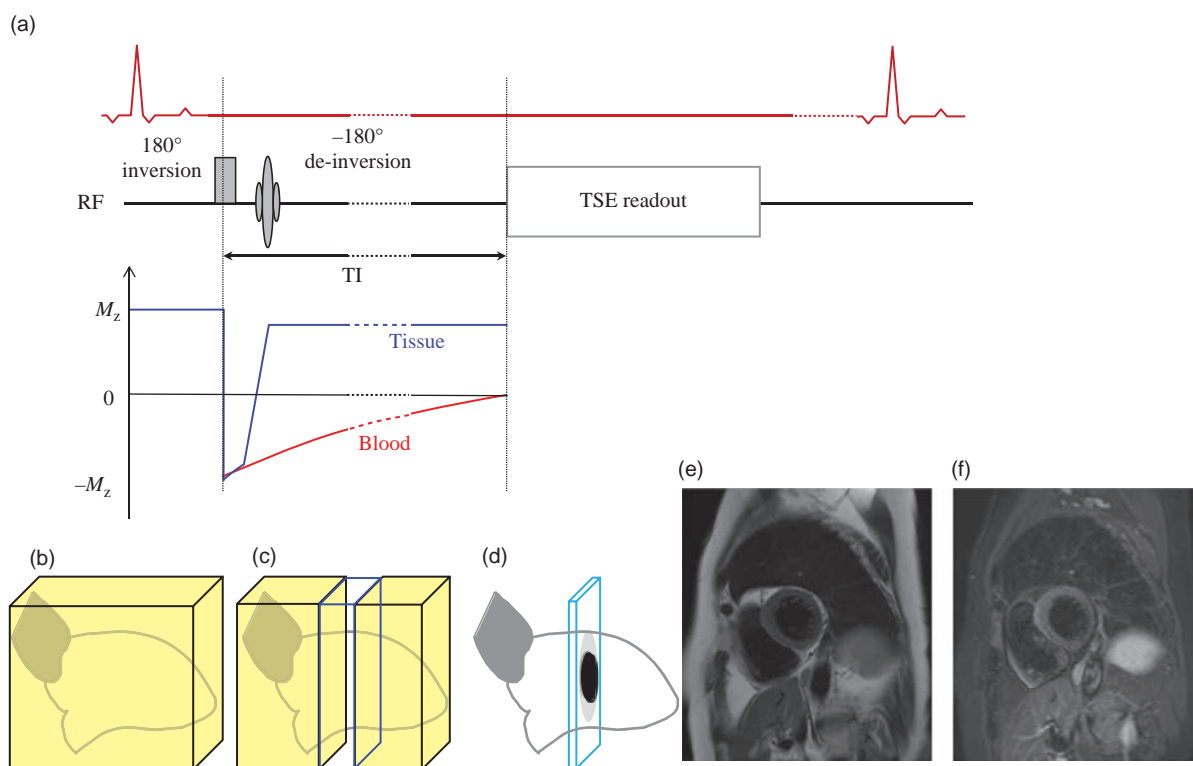 (a)
180°
inversion
–180°
de-inversion
RF
TSE readout
TI
Mz
Tissue
0
Blood
–Mz
(b)
(c)
(d)
(e)
(f)